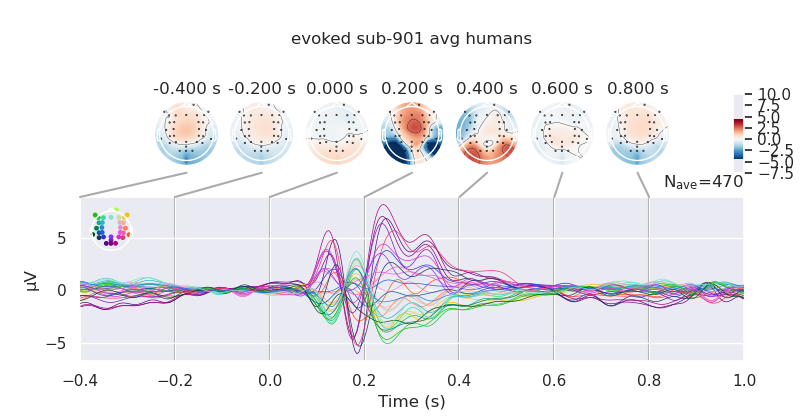 evoked sub-901 avg humans
-0.400 s -0.200 s 0.000 s 0.200 s 0.400 s 0.600 s 0.800 s
10.0
7.5
5.0
2.5
0.0
−2.5
−5.0
−7.5
Nave=470
5
0
−5
µV
−0.4 −0.2 0.0 0.2 0.4 0.6 0.8 1.0
Time (s)